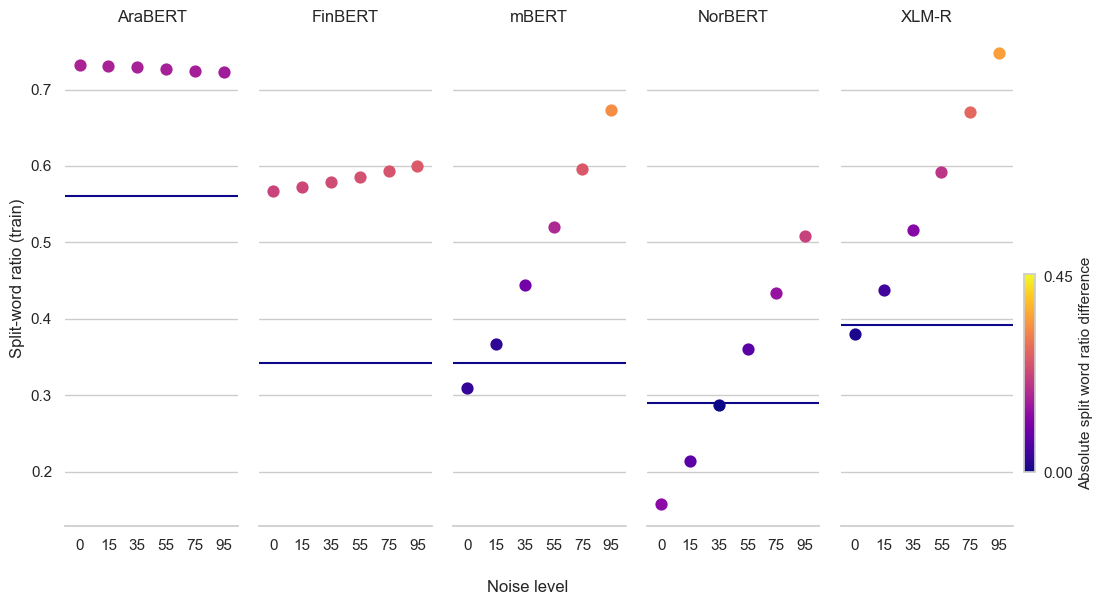 AraBERT FinBERT mBERT NorBERT XLM-R
Split-word ratio (train)
0.7
0.6
0.5
0.4
0.3
0.2
0 15 35 55 75 95 0 15 35 55 75 95 0 15 35 55 75 95 0 15 35 55 75 95 0 15 35 55 75 95
Noise level
0.45
0.00
Absolute split word ratio difference